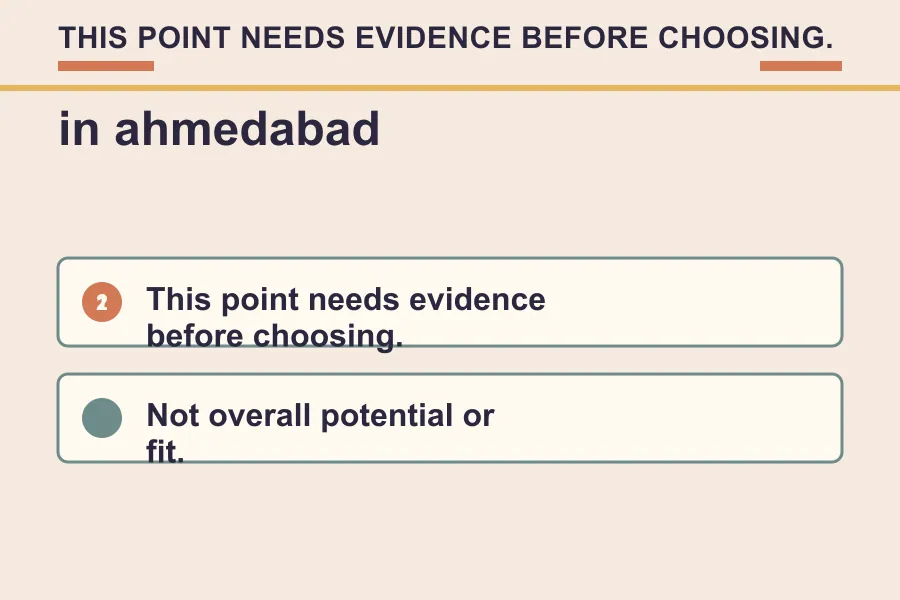 THIS POINT NEEDS EVIDENCE BEFORE CHOOSING.
in ahmedabad
2
This point needs evidence
before choosing.
Not overall potential or
fit.